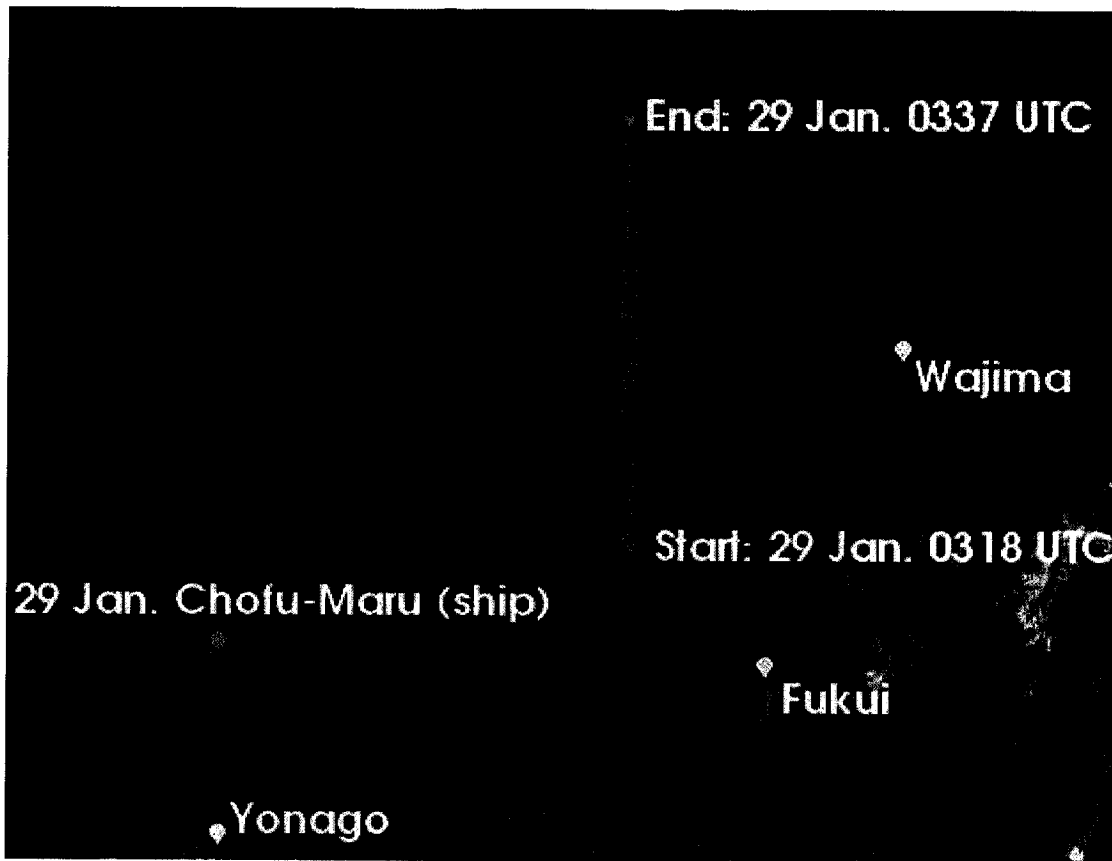 End: 29 Jan. 0337 UTC
Wajima
Start: 29 Jan. 0318 UTC
29 Jan. Chofu-Maru (ship)
Fukui
Yonago